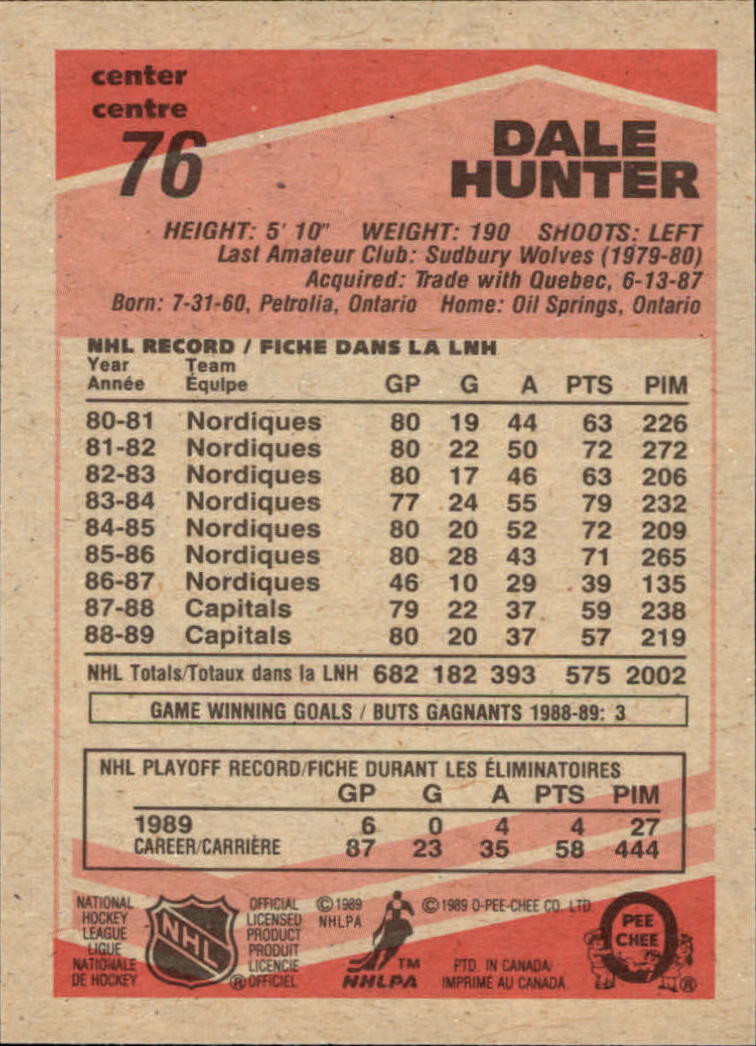 center
centre
76
DALE
HUNTER
HEIGHT: 5' 10" WEIGHT: 190 SHOOTS: LEFT
Last Amateur Club: Sudbury Wolves (1979-80)
Acquired: Trade with Quebec, 6-13-87
Born: 7-31-60, Petrolia, Ontario Home: Oil Springs, Ontario
NHL RECORD / FICHE DANS LA LNH
Year Team
Année Équipe GP G A PTS PIM
80-81 Nordiques 80 19 44 63 226
81-82 Nordiques 80 22 50 72 272
82-83 Nordiques 80 17 46 63 206
83-84 Nordiques 77 24 55 79 232
84-85 Nordiques 80 20 52 72 209
85-86 Nordiques 80 28 43 71 265
86-87 Nordiques 46 10 29 39 135
87-88 Capitals 79 22 37 59 238
88-89 Capitals 80 20 37 57 219
NHL Totals/Totaux dans la LNH 682 182 393 575 2002
GAME WINNING GOALS / BUTS GAGNANTS 1988-89: 3
NHL PLAYOFF RECORD/FICHE DURANT LES ÉLIMINATOIRES
GP G A PTS PIM
1989 6 0 4 4 27
CAREER/CARRIÈRE 87 23 35 58 444
NATIONAL
HOCKEY
LEAGUE
LIGUE
NATIONALE
DE HOCKEY
NHL
OFFICIAL
LICENSED
PRODUCT
PRODUIT
LICENCIE
® OFFICIEL
© 1989
NHLPA
TM
NHLPA
© 1989 O-PEE-CHEE CO. LTD.
PTD. IN CANADA/
IMPRIMÉ AU CANADA
PEE
CHEE
®